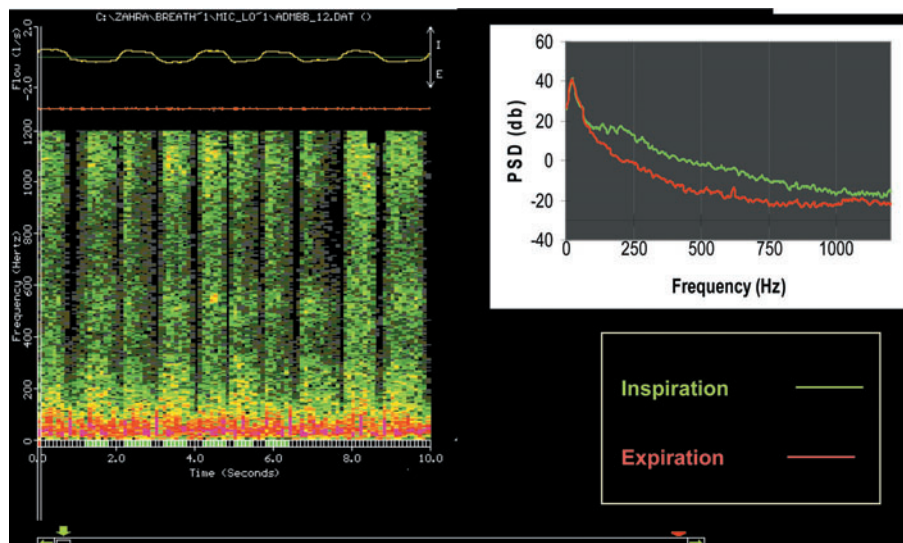 C:\ZAHRA\BREATH~1\MIC_LO~1\ADMBB_12.DAT ()
2.0
Flow (l/s)
-2.0
I
E
1200
1000
800
600
400
200
0
Frequency (Hertz)
0.0 2.0 4.0 6.0 8.0 10.0
Time (Seconds)
60
40
20
0
-20
-40
PSD (db)
0 250 500 750 1000
Frequency (Hz)
Inspiration
Expiration